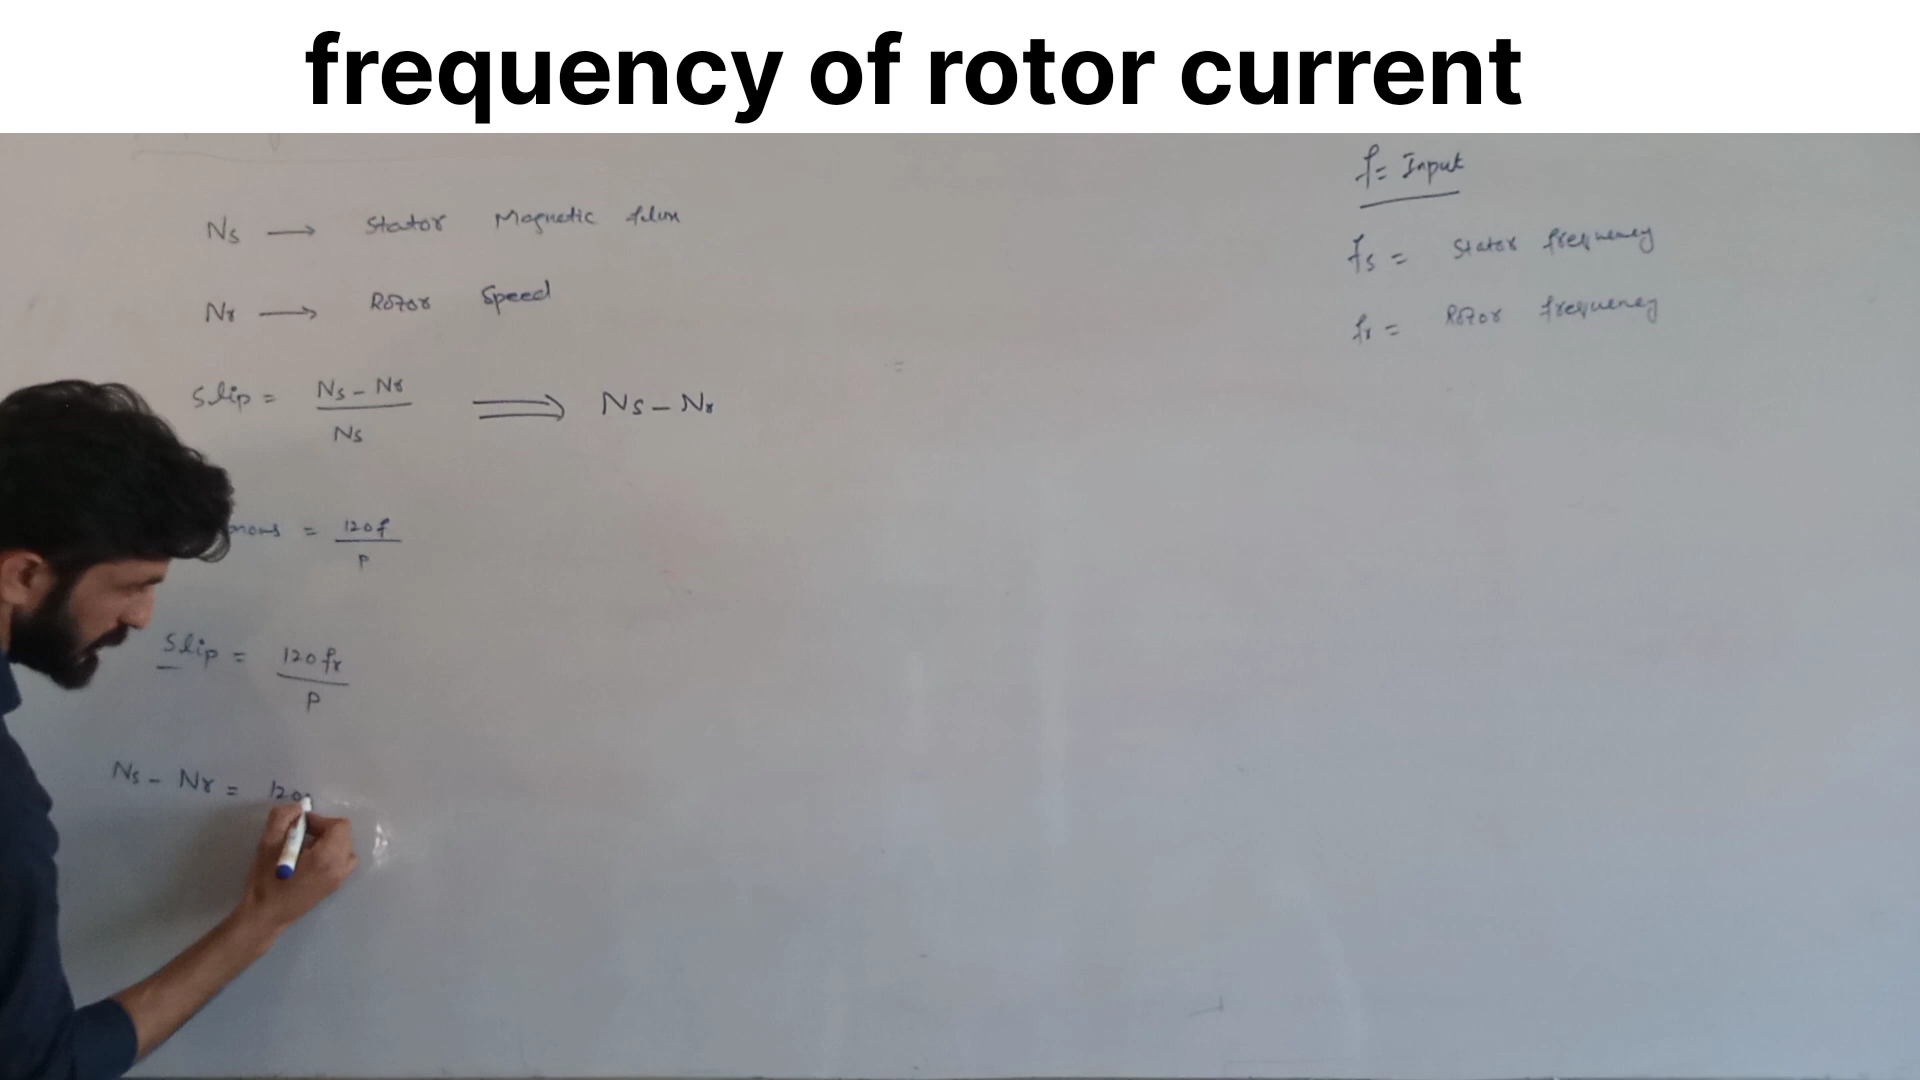 frequency of rotor current
Ns → Stator Magnetic
Nr → Rotor Speed
Slip = Ns - Nr / Ns ⟹ Ns - Nr
= 120f / P
Slip = 120fr / P
Ns - Nr = 120
f = Input
fs = Stator frequency
fr = Rotor frequency